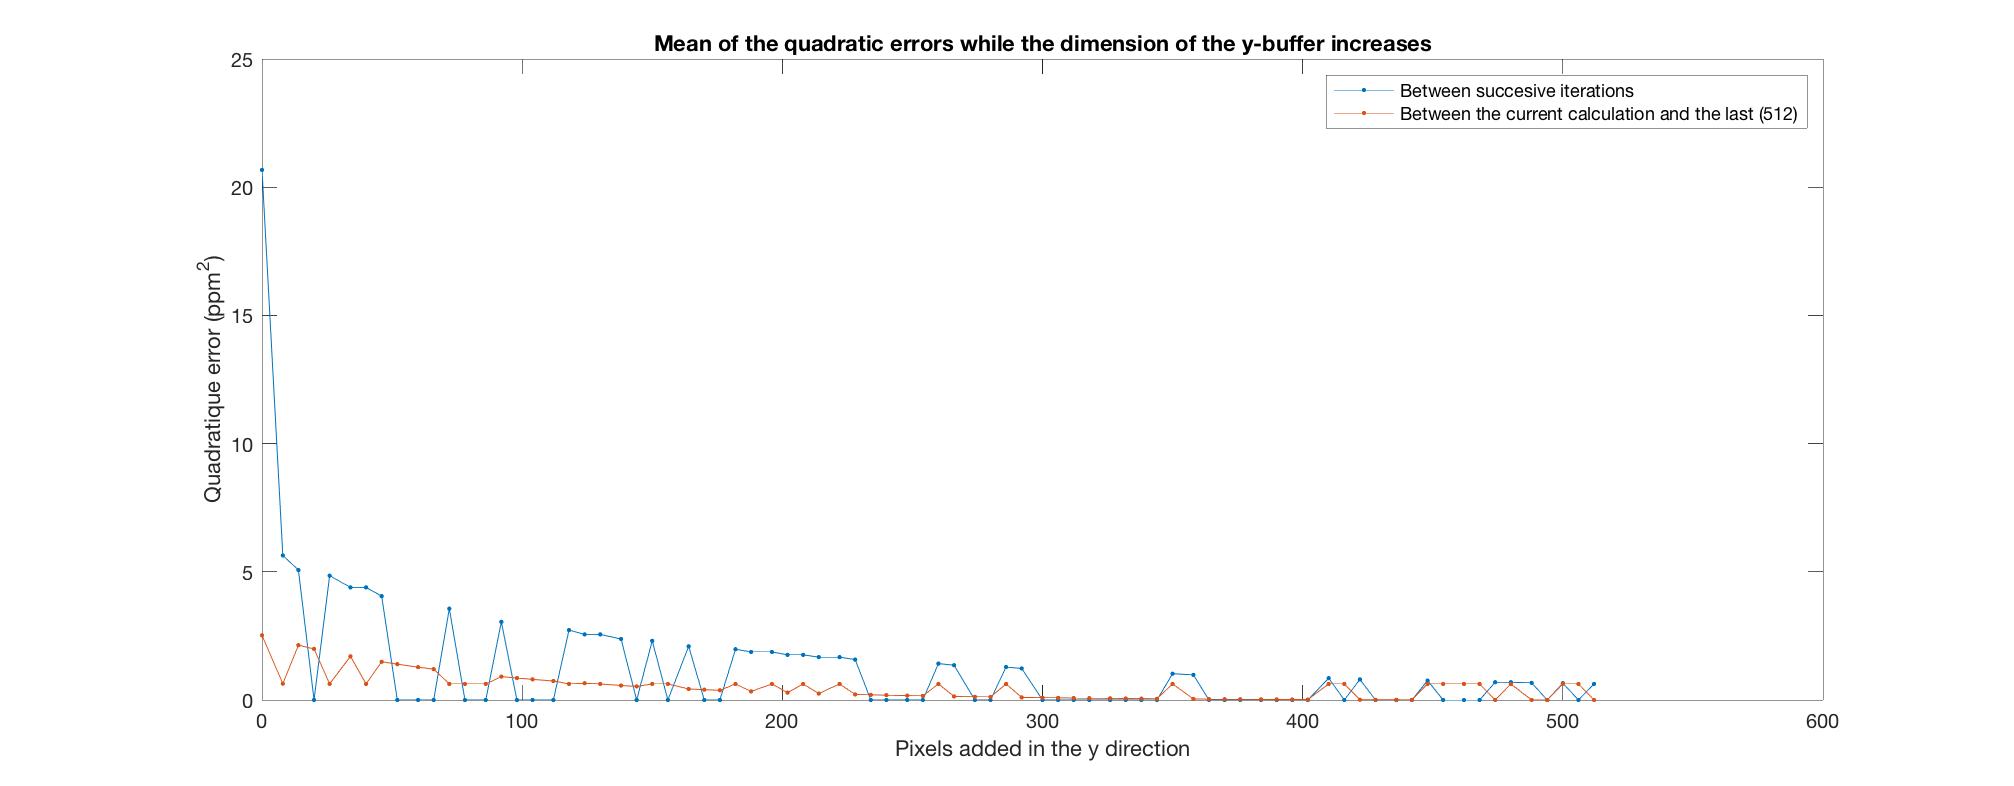 Mean of the quadratic errors while the dimension of the y-buffer increases
Between succesive iterations
Between the current calculation and the last (512)
Quadratique error (ppm²)
25
20
15
10
5
0
0 100 200 300 400 500 600
Pixels added in the y direction